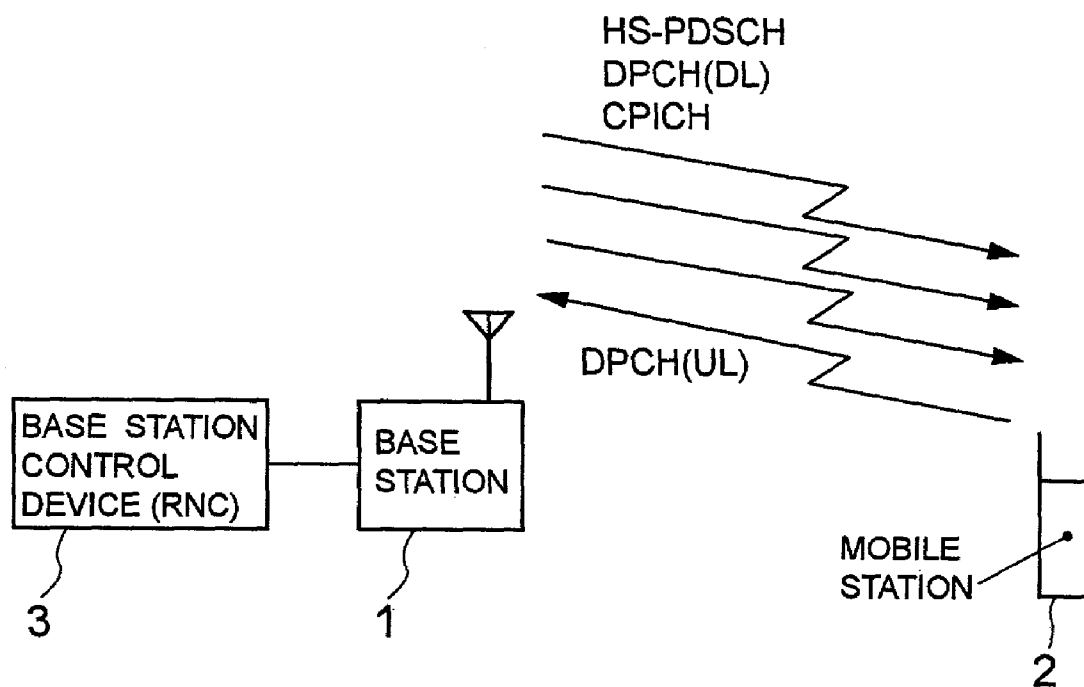 HS-PDSCH
DPCH(DL)
CPICH
DPCH(UL)
BASE STATION
CONTROL
DEVICE (RNC)
BASE
STATION
MOBILE
STATION
3
1
2